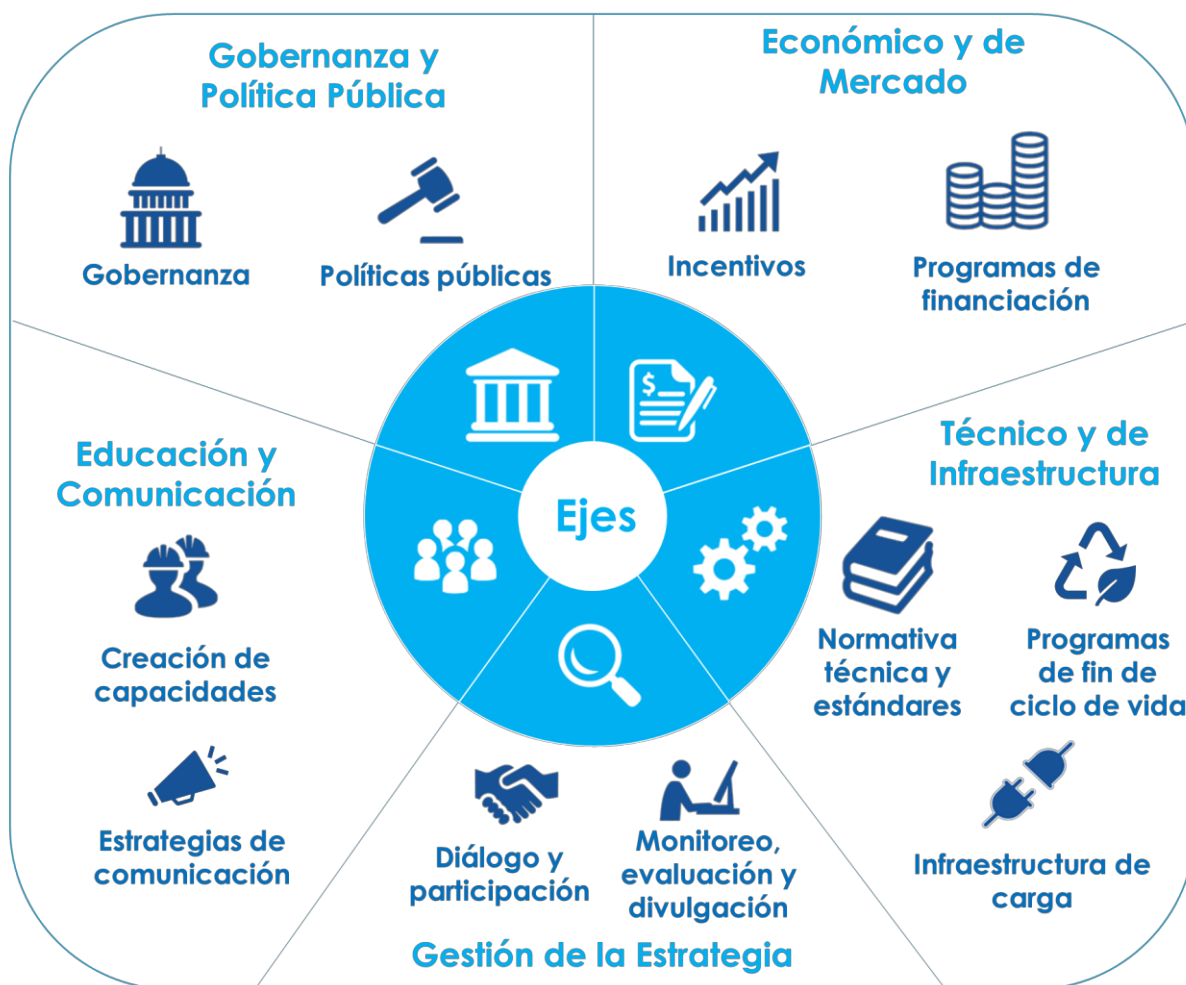 Gobernanza y
Política Pública
Gobernanza
Políticas públicas
Económico y de
Mercado
Incentivos
Programas de
financiación
Educación y
Comunicación
Creación de
capacidades
Estrategias de
comunicación
Ejes
$
Técnico y de
Infraestructura
Normativa
técnica y
estándares
Programas
de fin de
ciclo de vida
Infraestructura de
carga
Diálogo y
participación
Monitoreo,
evaluación y
divulgación
Gestión de la Estrategia